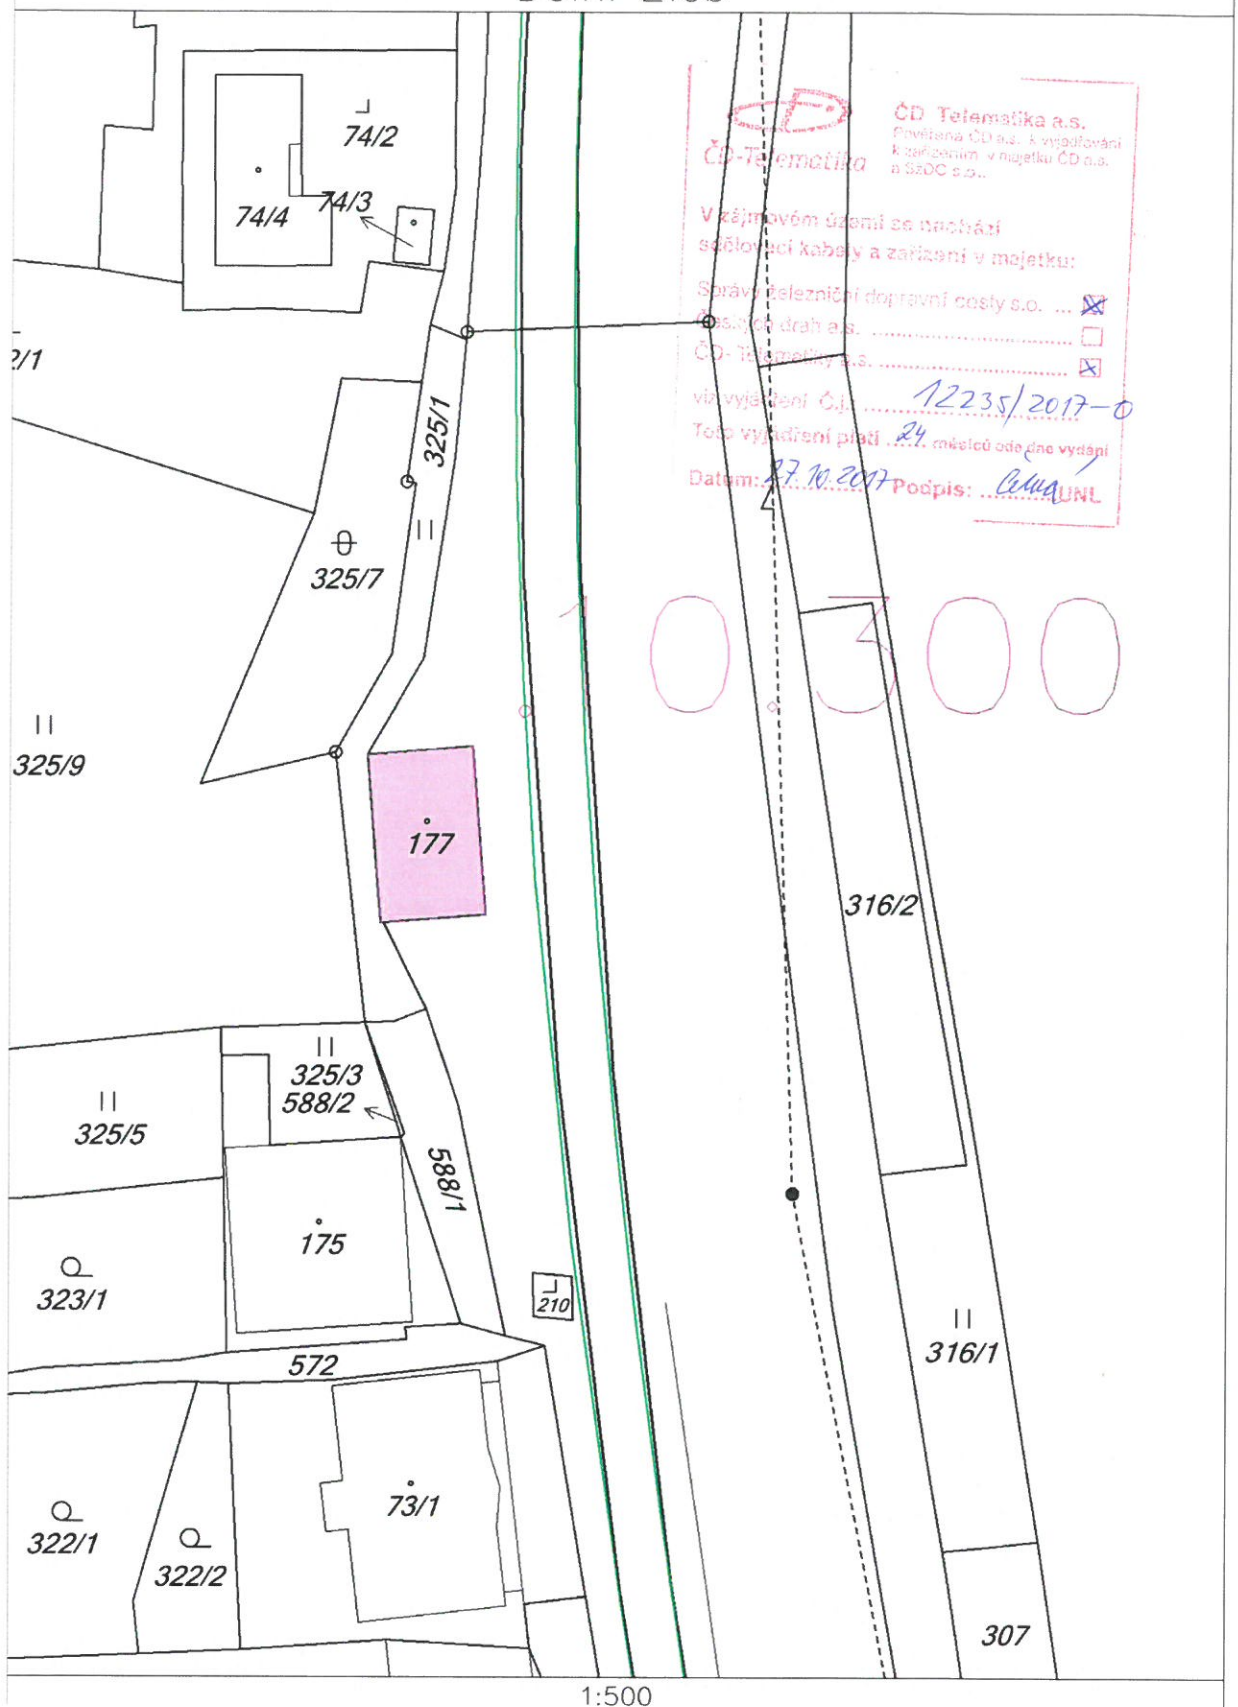 74/2
74/4
74/3
2/1
ČD-Telematika
ČD Telematika a.s.
Pověřena ČD a.s. k vyjadřování
k zařízením v majetku ČD a.s.
a SŽDC s.o..
V zájmovém území se nachází
sdělovací kabely a zařízení v majetku:
Správy železniční dopravní cesty s.o. ...
Českých drah a.s. ...
ČD- Telematiky a.s. ...
viz vyjádření Č.j. ... 12235/2017-O
Toto vyjádření platí ..24.. měsíců ode dne vydání
Datum: 27.10.2017 Podpis: ... UNL
325/1
325/7
10.300
325/9
177
316/2
325/3
588/2
325/5
588/1
175
323/1
210
316/1
572
73/1
322/1
322/2
307
1:500